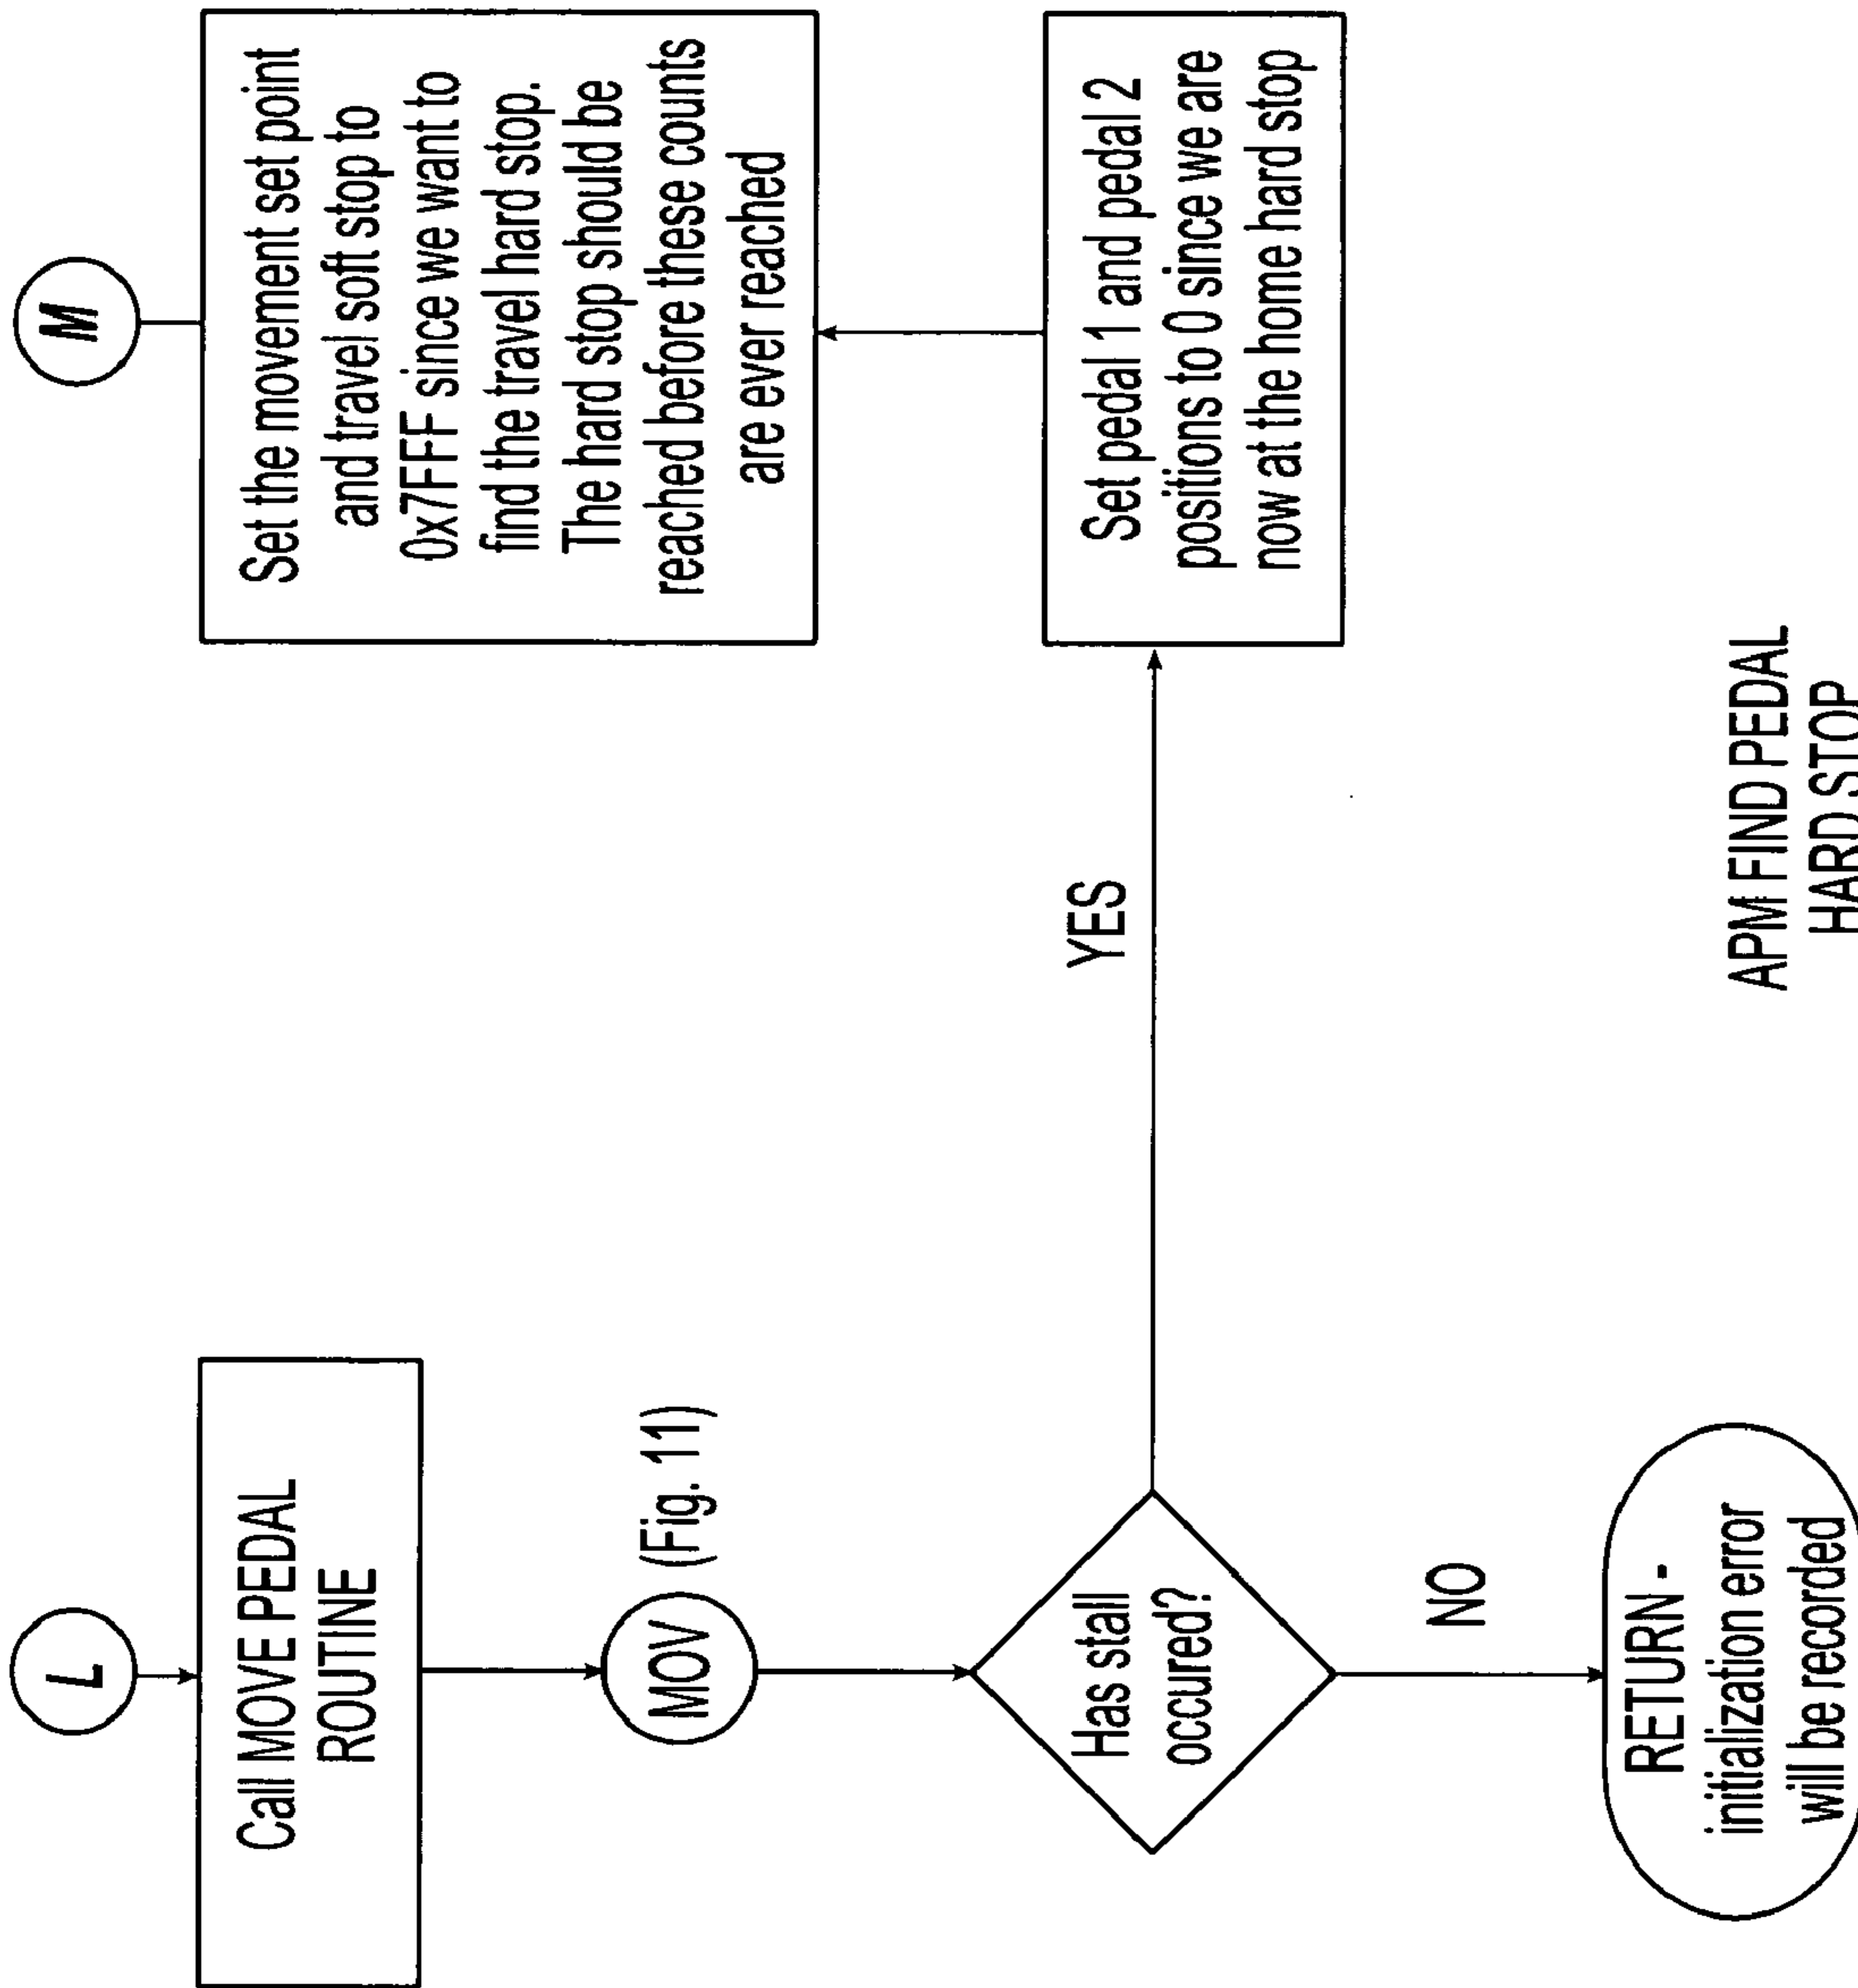 L
Call MOVE PEDAL
ROUTINE
MOV
(Fig. 11)
Has stall
occured?
NO
RETURN-
initialization error
will be recorded
YES
Set pedal 1 and pedal 2
positions to 0 since we are
now at the home hard stop
Set the movement set point
and travel soft stop to
0x7FFF since we want to
find the travel hard stop.
The hard stop should be
reached before these counts
are ever reached
M
APM FIND PEDAL
HARD STOP